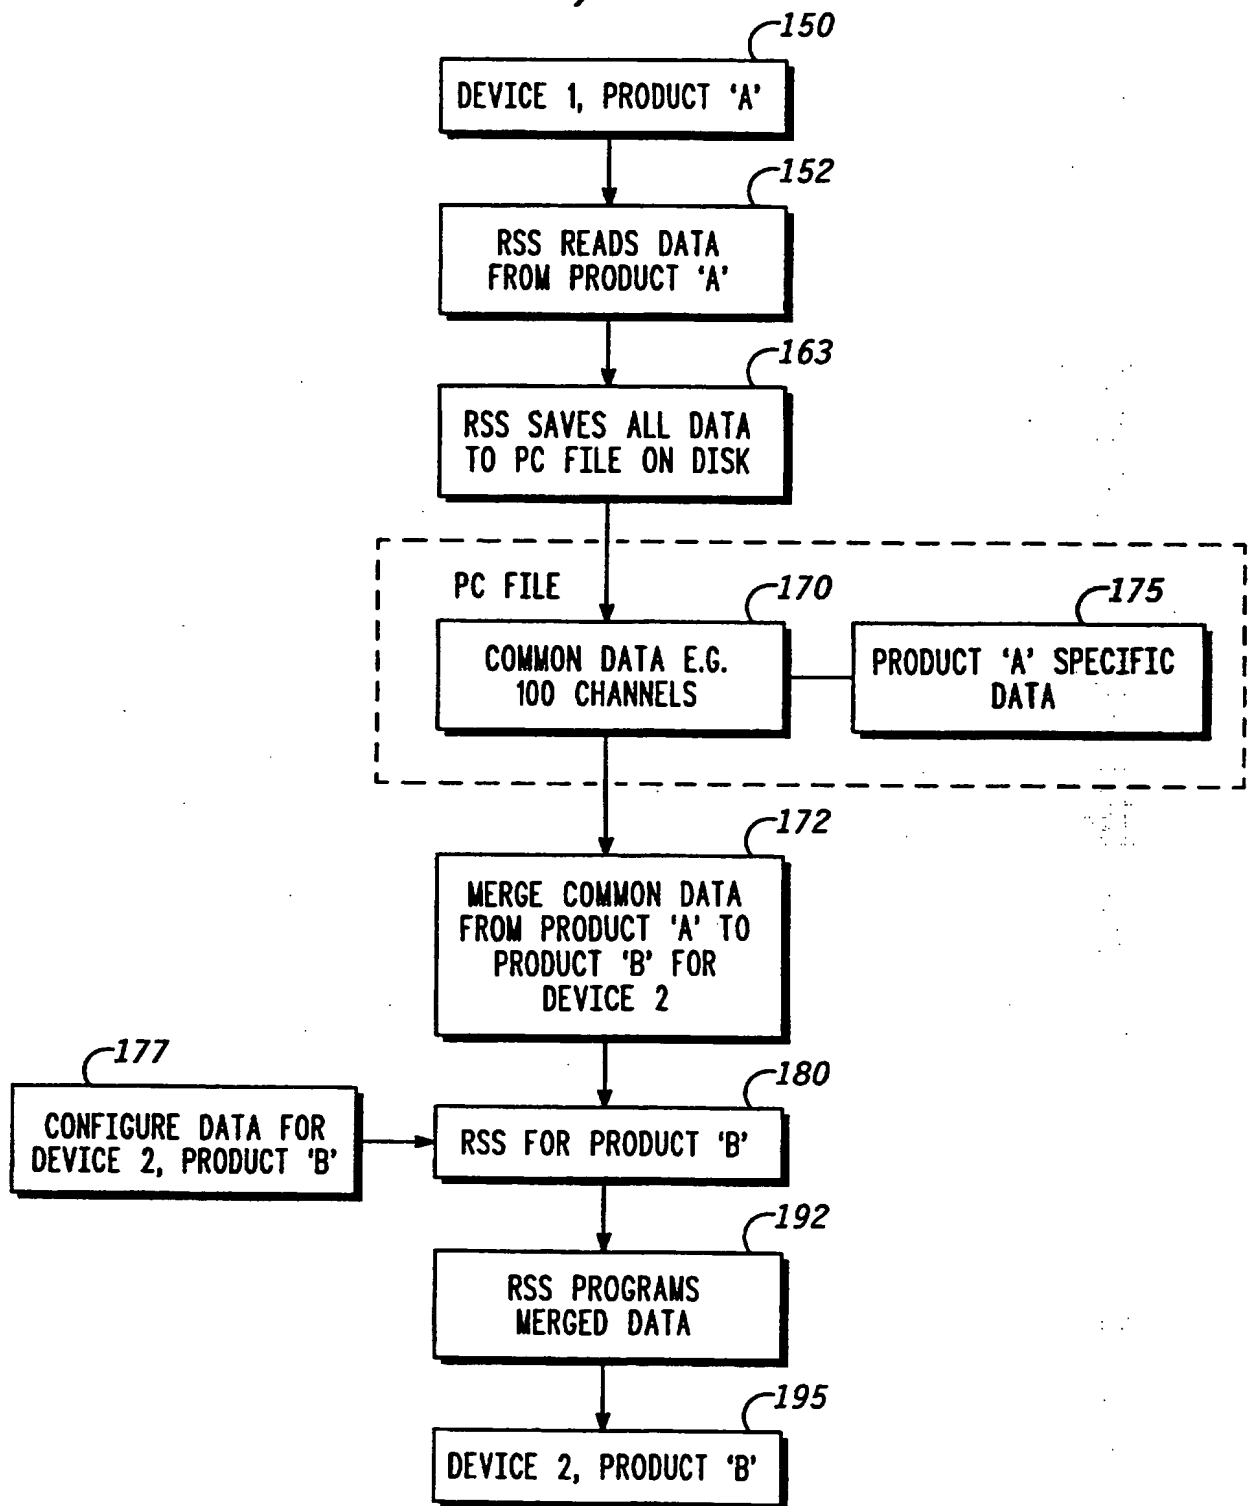 150
DEVICE 1, PRODUCT 'A'
152
RSS READS DATA
FROM PRODUCT 'A'
163
RSS SAVES ALL DATA
TO PC FILE ON DISK
PC FILE
170
175
COMMON DATA E.G.
100 CHANNELS
PRODUCT 'A' SPECIFIC
DATA
172
MERGE COMMON DATA
FROM PRODUCT 'A' TO
PRODUCT 'B' FOR
DEVICE 2
177
CONFIGURE DATA FOR
DEVICE 2, PRODUCT 'B'
180
RSS FOR PRODUCT 'B'
192
RSS PROGRAMS
MERGED DATA
195
DEVICE 2, PRODUCT 'B'